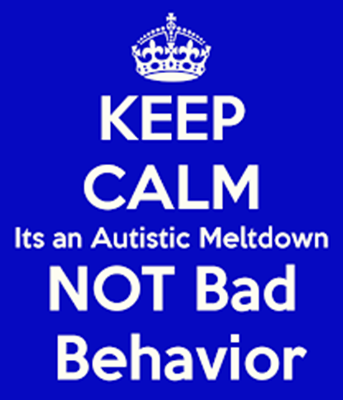 KEEP
CALM
Its an Autistic Meltdown
NOT Bad
Behavior